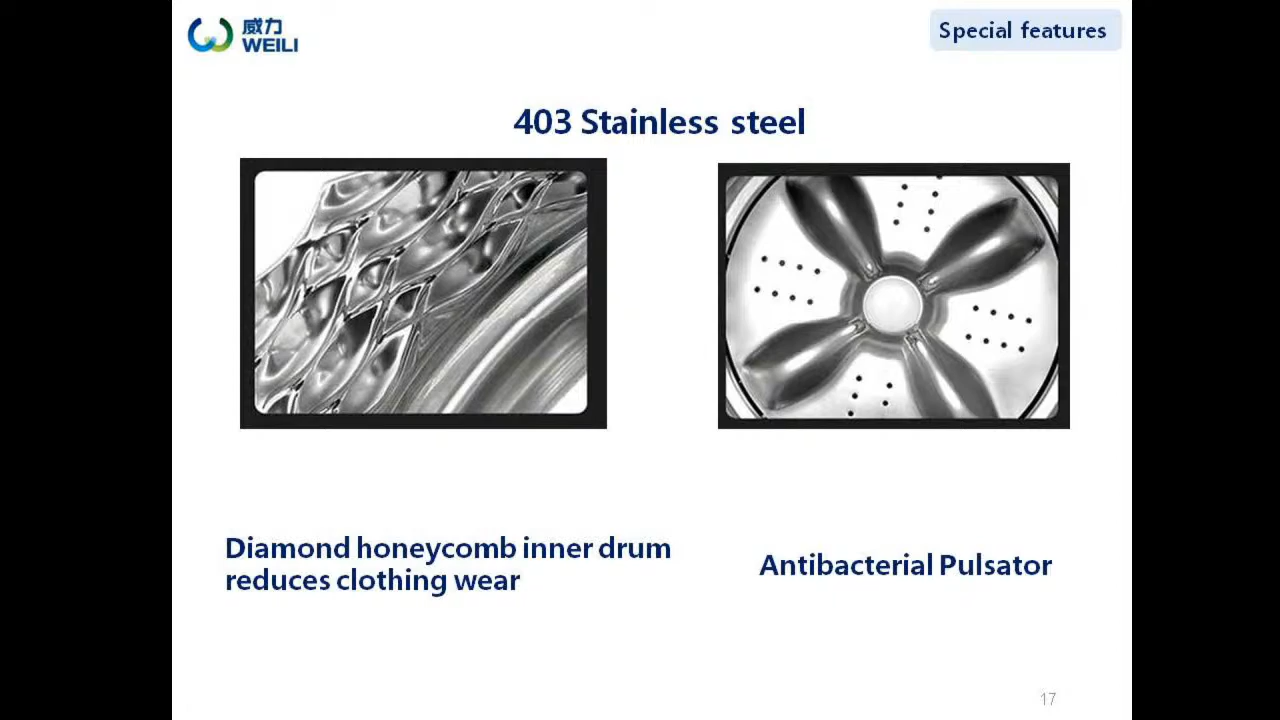 威力
WEILI
Special features
403 Stainless steel
Diamond honeycomb inner drum
reduces clothing wear
Antibacterial Pulsator
17